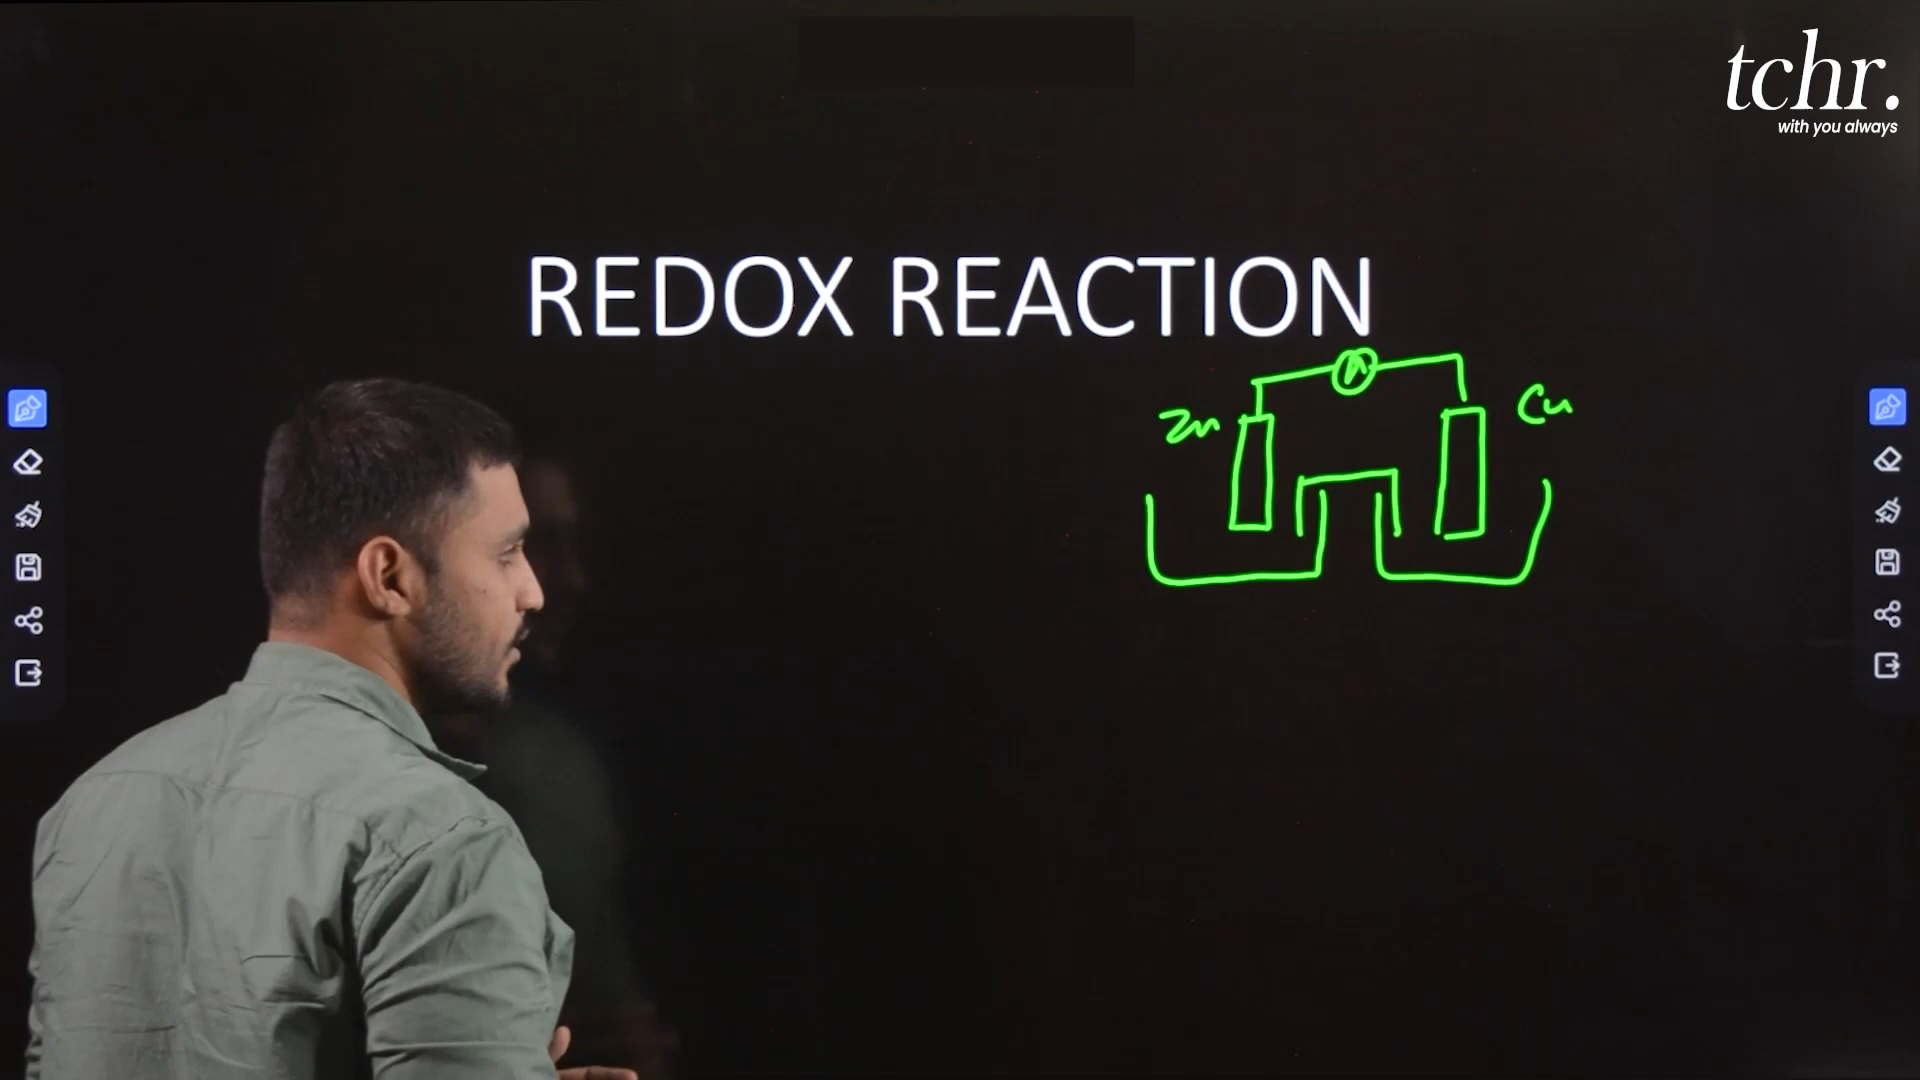 tchr.
with you always
REDOX REACTION
A
Zn
Cu